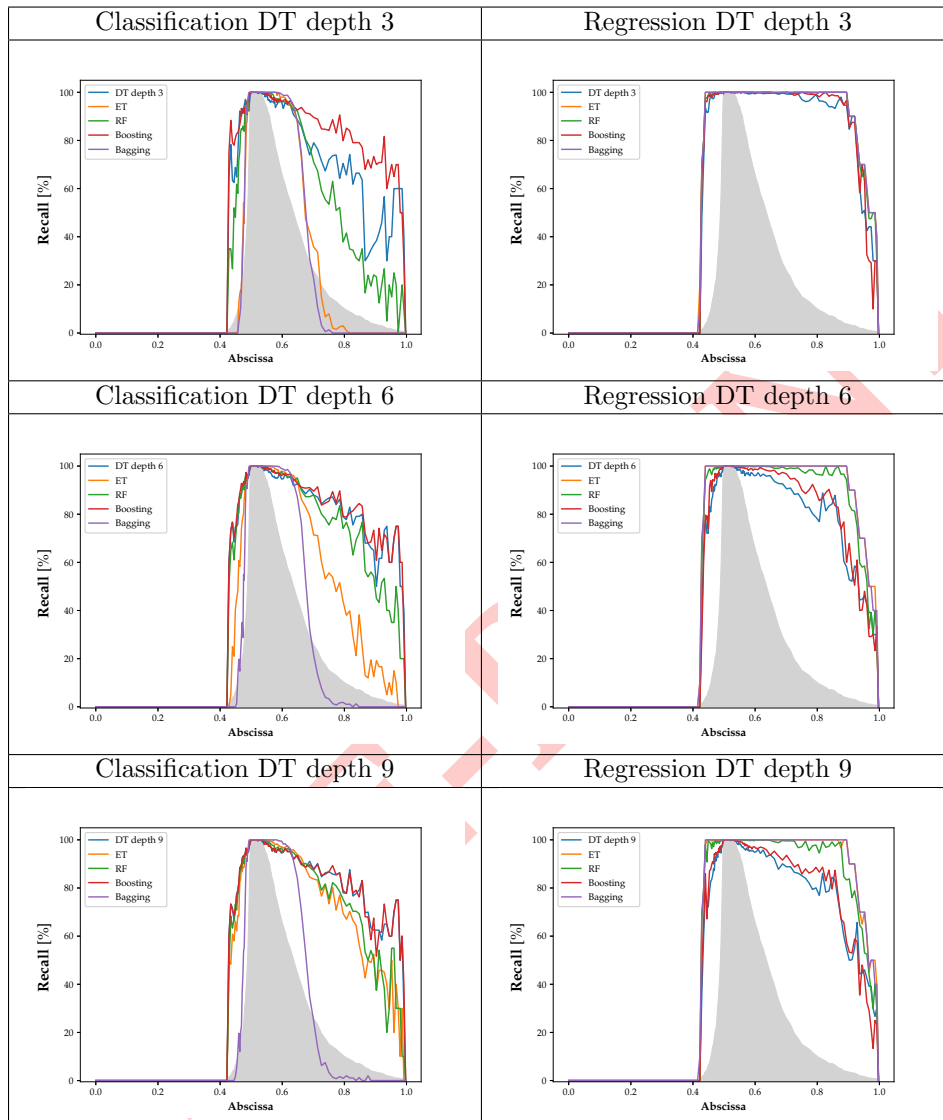 Classification DT depth 3
Regression DT depth 3
Recall [%]
100
80
60
40
20
0
DT depth 3
ET
RF
Boosting
Bagging
0.0 0.2 0.4 0.6 0.8 1.0
Abscissa
Recall [%]
100
80
60
40
20
0
DT depth 3
ET
RF
Boosting
Bagging
0.0 0.2 0.4 0.6 0.8 1.0
Abscissa
Classification DT depth 6
Regression DT depth 6
Recall [%]
100
80
60
40
20
0
DT depth 6
ET
RF
Boosting
Bagging
0.0 0.2 0.4 0.6 0.8 1.0
Abscissa
Recall [%]
100
80
60
40
20
0
DT depth 6
ET
RF
Boosting
Bagging
0.0 0.2 0.4 0.6 0.8 1.0
Abscissa
Classification DT depth 9
Regression DT depth 9
Recall [%]
100
80
60
40
20
0
DT depth 9
ET
RF
Boosting
Bagging
0.0 0.2 0.4 0.6 0.8 1.0
Abscissa
Recall [%]
100
80
60
40
20
0
DT depth 9
ET
RF
Boosting
Bagging
0.0 0.2 0.4 0.6 0.8 1.0
Abscissa